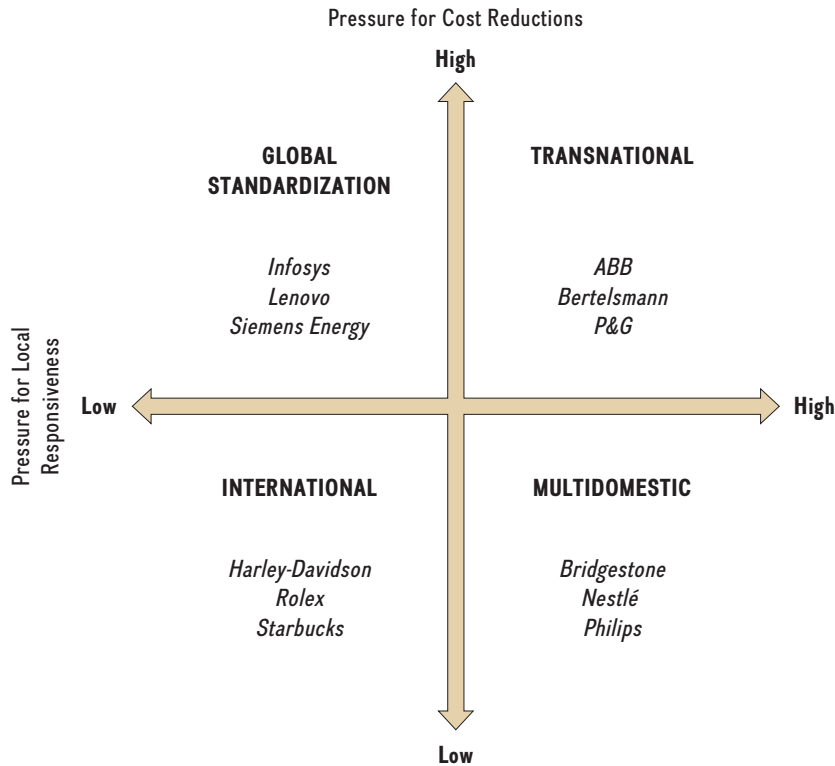 Pressure for Cost Reductions
High
GLOBAL
STANDARDIZATION
Infosys
Lenovo
Siemens Energy
TRANSNATIONAL
ABB
Bertelsmann
P&G
Pressure for Local
Responsiveness
Low
High
INTERNATIONAL
Harley-Davidson
Rolex
Starbucks
MULTIDOMESTIC
Bridgestone
Nestlé
Philips
Low